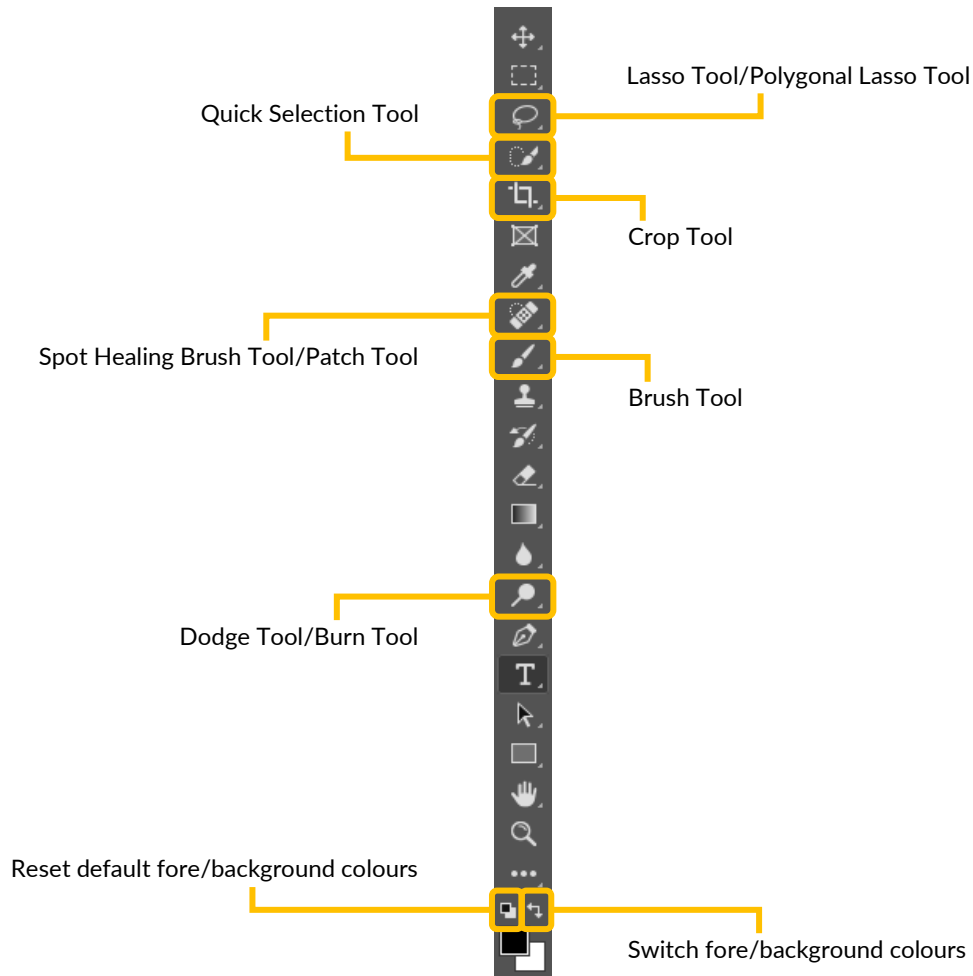 Lasso Tool/Polygonal Lasso Tool
Quick Selection Tool
Crop Tool
Spot Healing Brush Tool/Patch Tool
Brush Tool
Dodge Tool/Burn Tool
T
Reset default fore/background colours
Switch fore/background colours